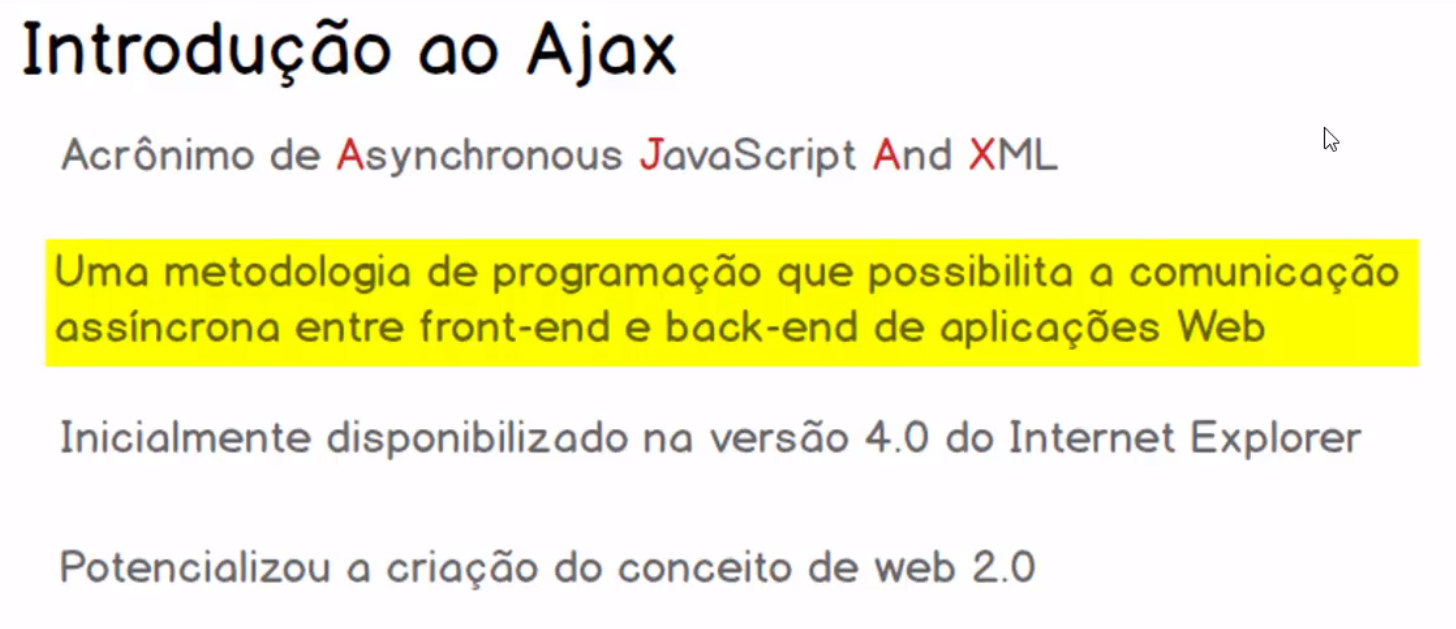 Introdução ao Ajax
Acrônimo de Asynchronous JavaScript And XML
Uma metodologia de programação que possibilita a comunicação
assíncrona entre front-end e back-end de aplicações Web
Inicialmente disponibilizado na versão 4.0 do Internet Explorer
Potencializou a criação do conceito de web 2.0